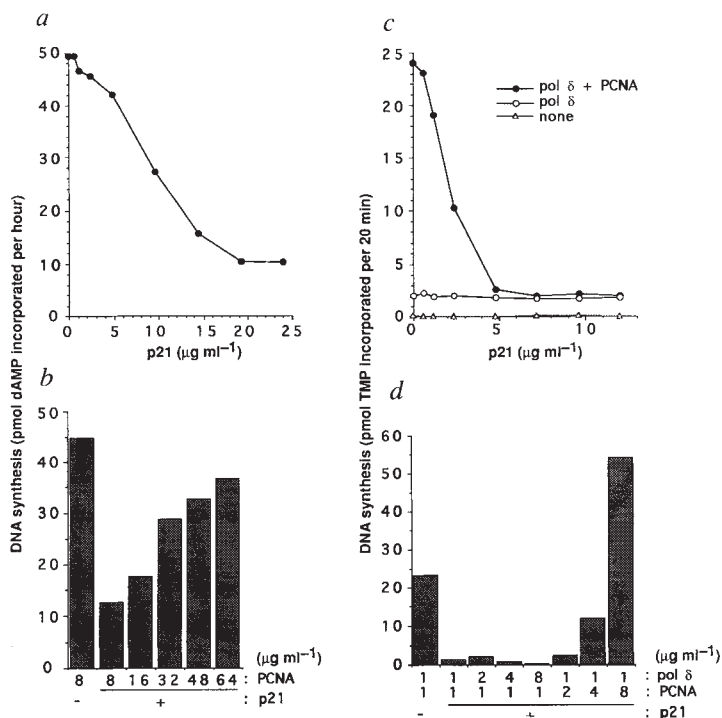 a
DNA synthesis (pmol dAMP incorporated per hour)
50
40
30
20
10
0
0 5 10 15 20 25
p21 (μg ml–1)
b
50
40
30
20
10
0
(μg ml–1)
8 8 16 32 48 64 : PCNA
- + : p21
c
DNA synthesis (pmol TMP incorporated per 20 min)
25
20
15
10
5
0
pol δ + PCNA
pol δ
none
0 5 10
p21 (μg ml–1)
d
60
50
40
30
20
10
0
(μg ml–1)
1 1 2 4 8 1 1 1 : pol δ
1 1 1 1 1 2 4 8 : PCNA
- + : p21